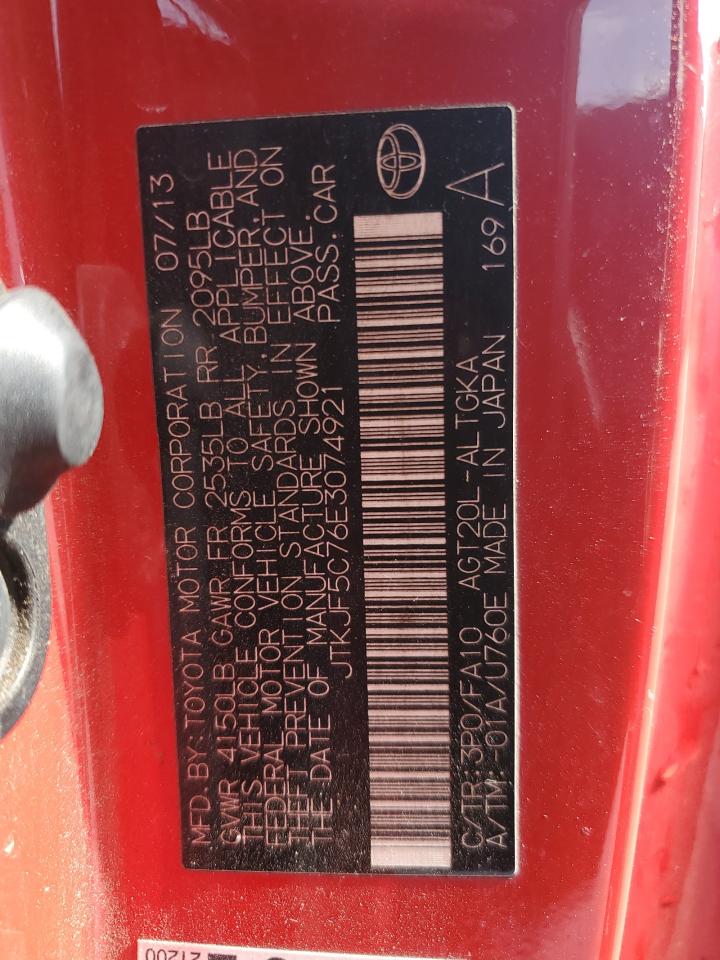 MFD.BY TOYOTA MOTOR CORPORATION 07/13
GVWR 4150LB GAWR FR 2535LB RR 2095LB
THIS VEHICLE CONFORMS TO ALL APPLICABLE
FEDERAL MOTOR VEHICLE SAFETY,BUMPER,AND
THEFT PREVENTION STANDARDS IN EFFECT ON
THE DATE OF MANUFACTURE SHOWN ABOVE.
JTKJF5C76E3074921 PASS.CAR
C/TR:3P0/FA10 AGT20L-ALTGKA 169 A
A/TM:-01A/U760E MADE IN JAPAN
21200